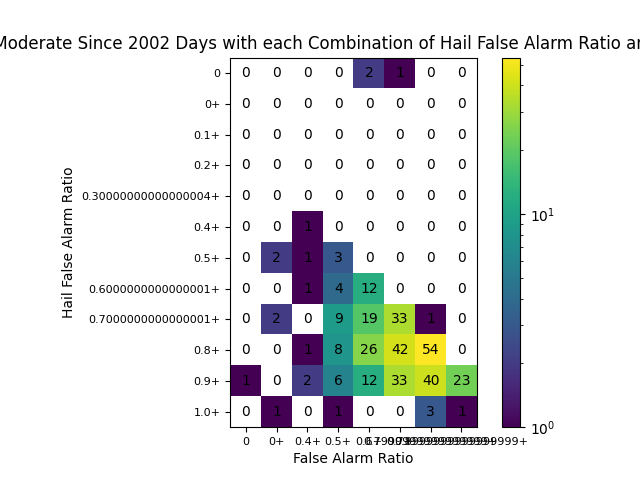 Moderate Since 2002 Days with each Combination of Hail False Alarm Ratio
0 0 0 0 0 2 1 0 0
0+ 0 0 0 0 0 0 0 0
0.1+ 0 0 0 0 0 0 0 0
0.2+ 0 0 0 0 0 0 0 0
0.30000000000000004+ 0 0 0 0 0 0 0 0
0.4+ 0 0 1 0 0 0 0 0
0.5+ 0 2 1 3 0 0 0 0
0.6000000000000001+ 0 0 1 4 12 0 0 0
0.7000000000000001+ 0 2 0 9 19 33 1 0
0.8+ 0 0 1 8 26 42 54 0
0.9+ 1 0 2 6 12 33 40 23
1.0+ 0 1 0 1 0 0 3 1
0 0+ 0.4+ 0.5+
False Alarm Ratio
Hail False Alarm Ratio
10¹
10⁰